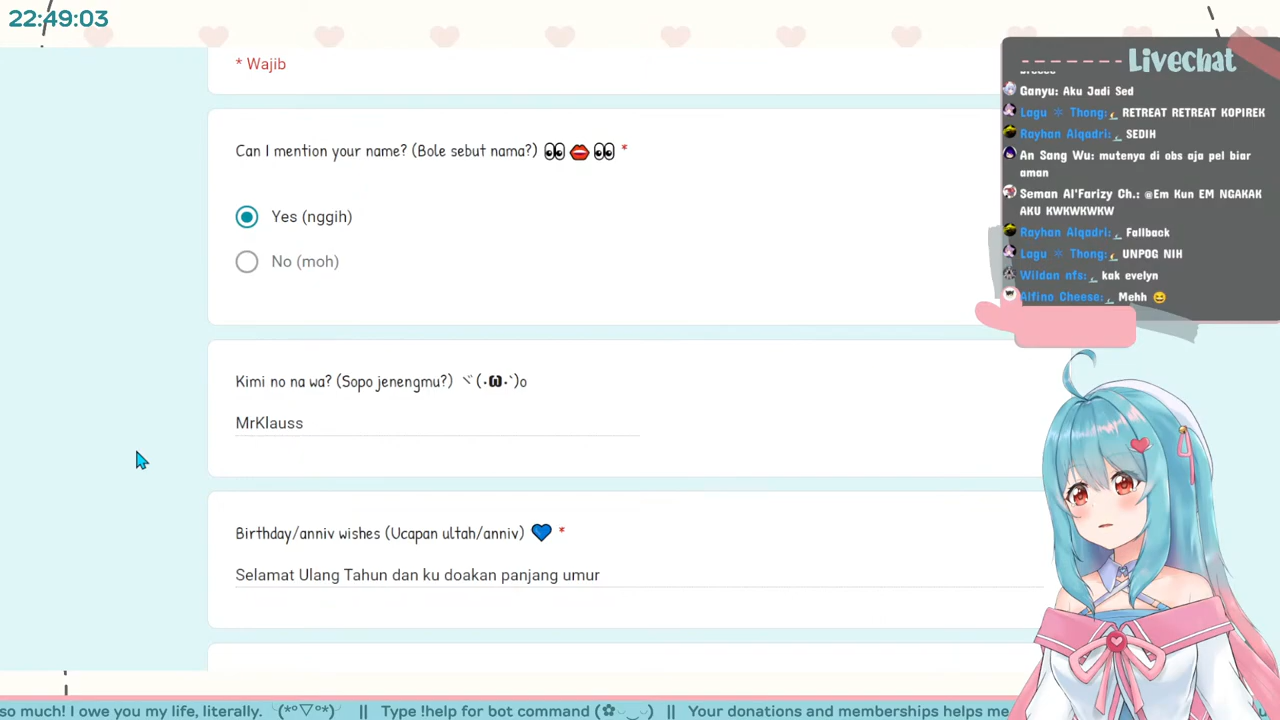 22:49:03
* Wajib
Can I mention your name? (Bole sebut nama?) 👀 👄 👀 *
Yes (nggih)
No (moh)
Kimi no na wa? (Sopo jenengmu?) ヾ(･ω･`)o
MrKlauss
Birthday/anniv wishes (Ucapan ultah/anniv) 💙 *
Selamat Ulang Tahun dan ku doakan panjang umur
Livechat
Ganyu: Aku Jadi Sed
Lagu ✳ Thong: RETREAT RETREAT KOPIREK
Rayhan Alqadri: SEDIH
An Sang Wu: mutenya di obs aja pel biar
aman
Seman Al'Farizy Ch.: @Em Kun EM NGAKAK
AKU KWKWKWKW
Rayhan Alqadri: Fallback
Lagu ✳ Thong: UNPOG NIH
Wildan nfs: kak evelyn
Alfino Cheese: Mehh 😆
so much! I owe you my life, literally. ╰(*°▽°*)╯ || Type !help for bot command (✿◡‿◡) || Your donations and memberships helps me